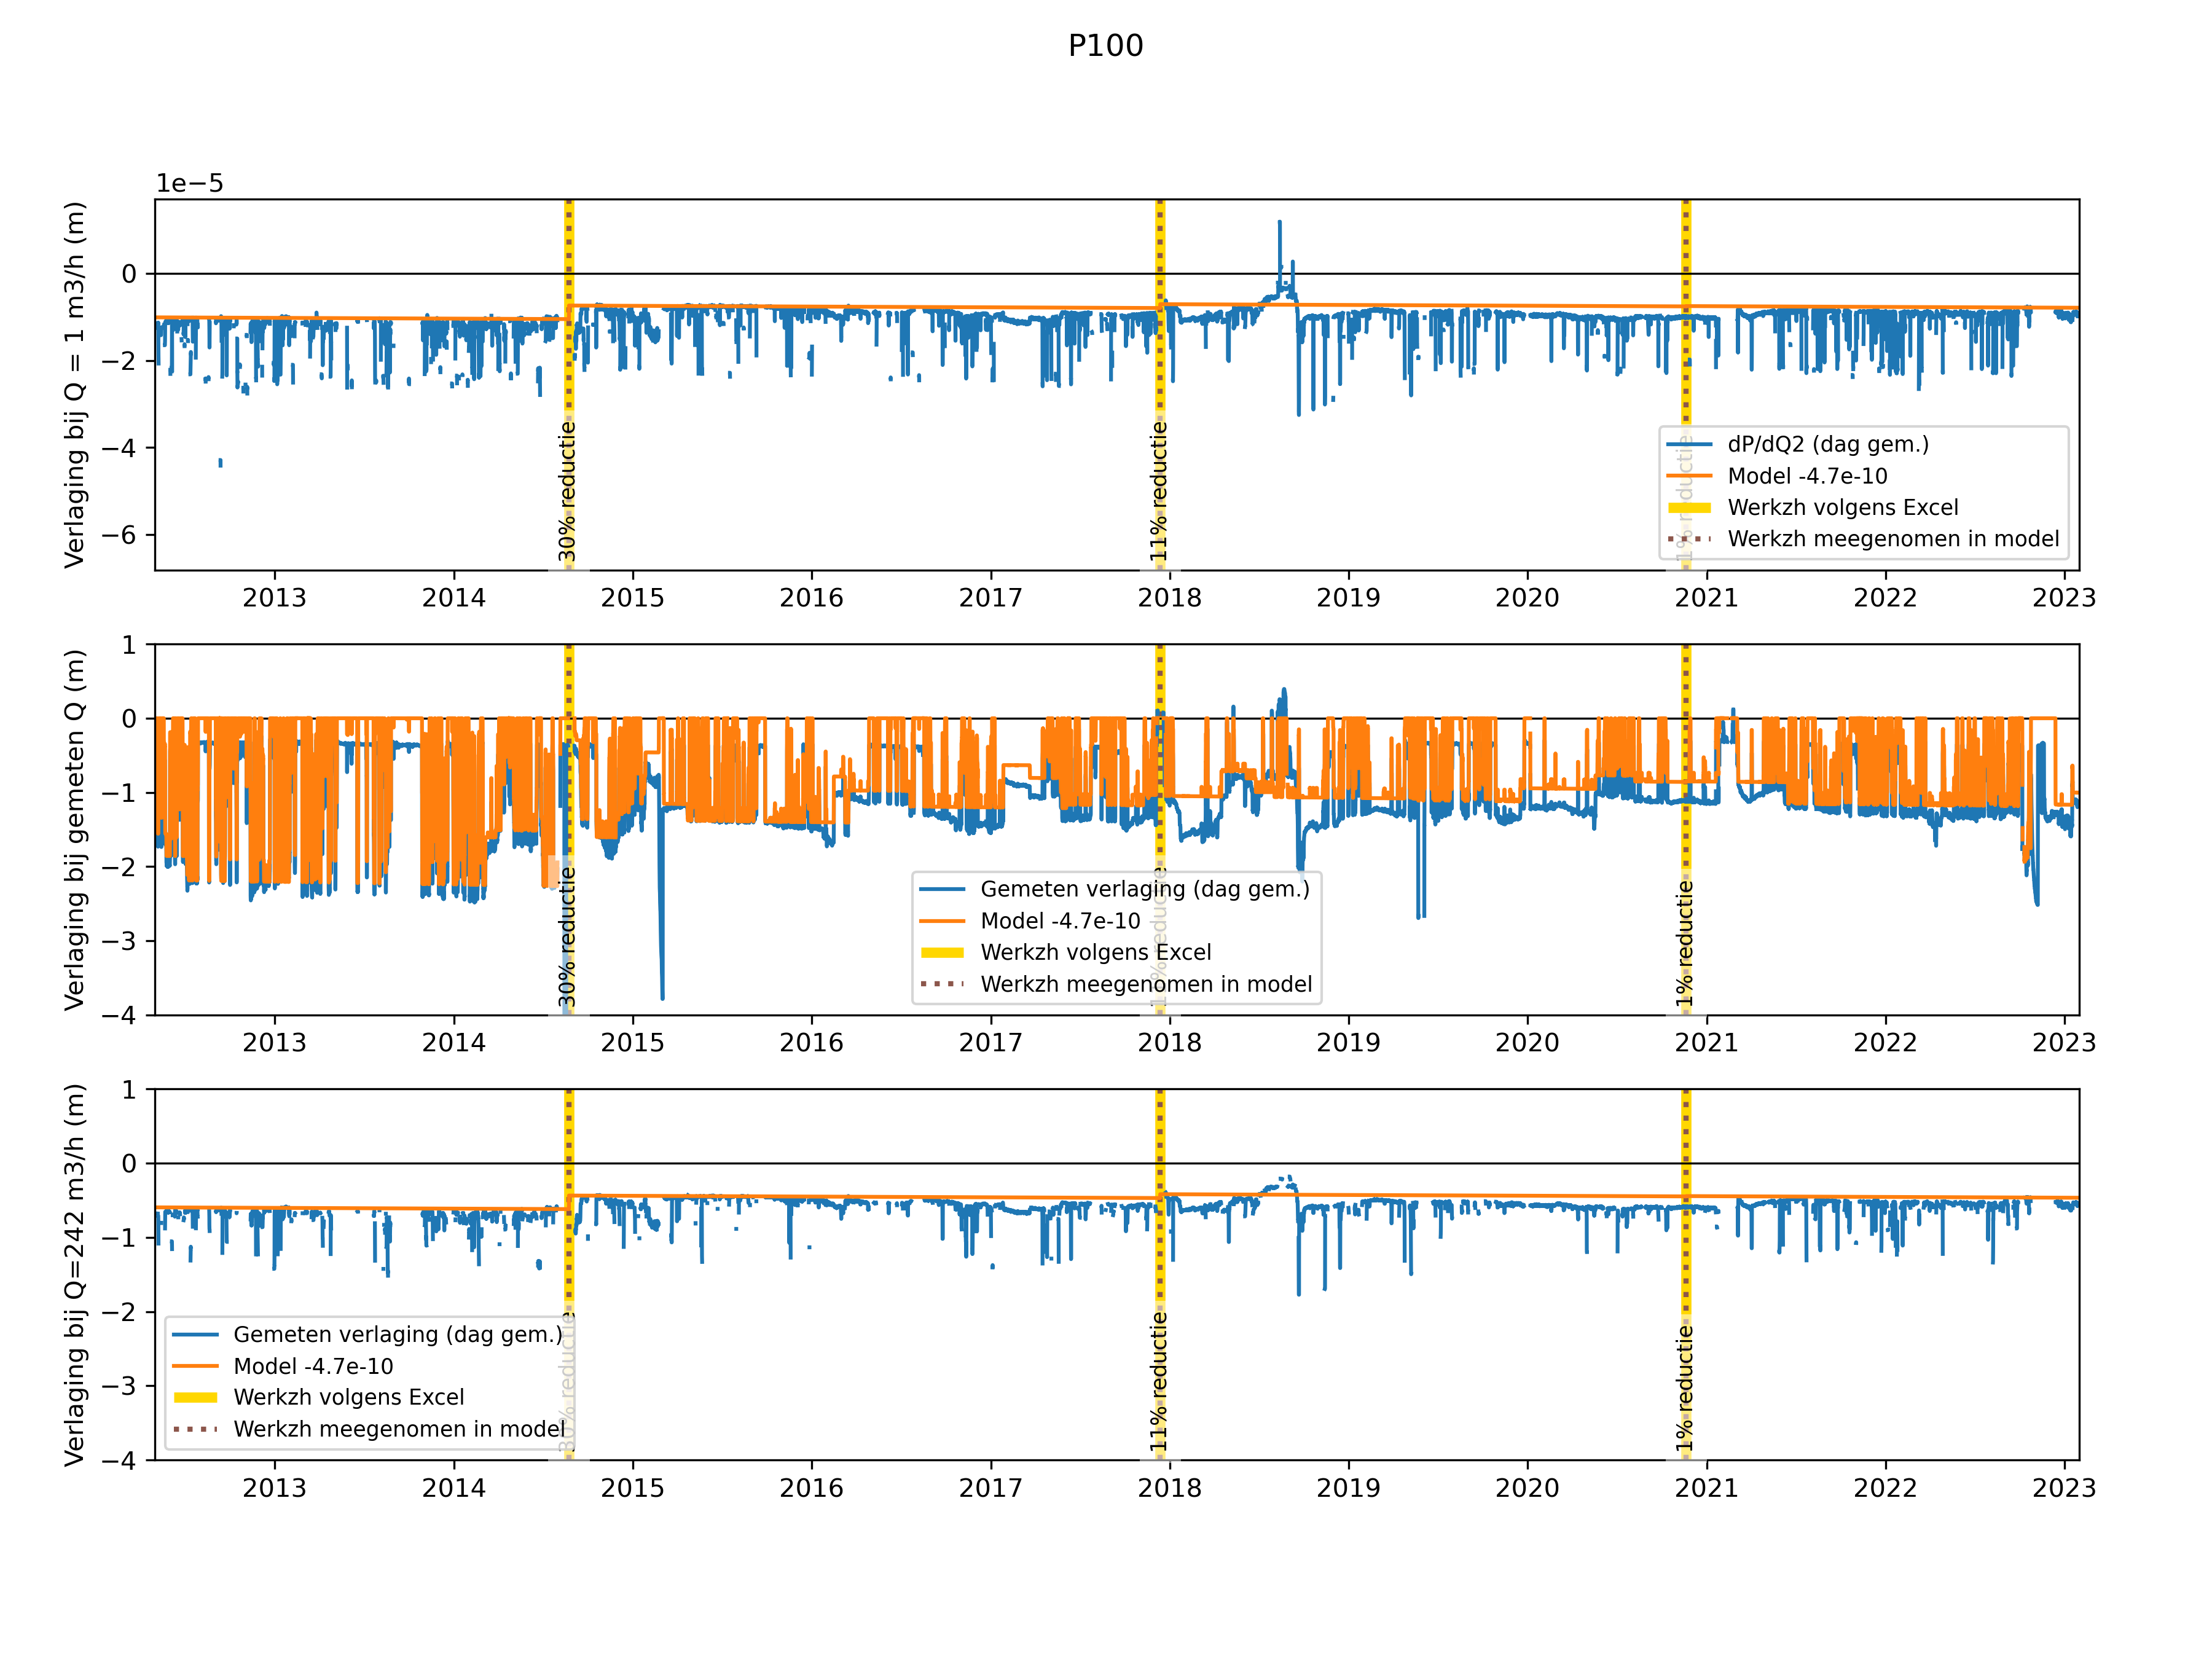 P100
1e−5
Verlaging bij Q = 1 m3/h (m)
0
−2
−4
−6
30% reductie
11% reductie
1% reductie
dP/dQ2 (dag gem.)
Model -4.7e-10
Werkzh volgens Excel
Werkzh meegenomen in model
2013 2014 2015 2016 2017 2018 2019 2020 2021 2022 2023
Verlaging bij gemeten Q (m)
1
0
−1
−2
−3
−4
30% reductie
11% reductie
1% reductie
Gemeten verlaging (dag gem.)
Model -4.7e-10
Werkzh volgens Excel
Werkzh meegenomen in model
2013 2014 2015 2016 2017 2018 2019 2020 2021 2022 2023
Verlaging bij Q=242 m3/h (m)
1
0
−1
−2
−3
−4
30% reductie
11% reductie
1% reductie
Gemeten verlaging (dag gem.)
Model -4.7e-10
Werkzh volgens Excel
Werkzh meegenomen in model
2013 2014 2015 2016 2017 2018 2019 2020 2021 2022 2023